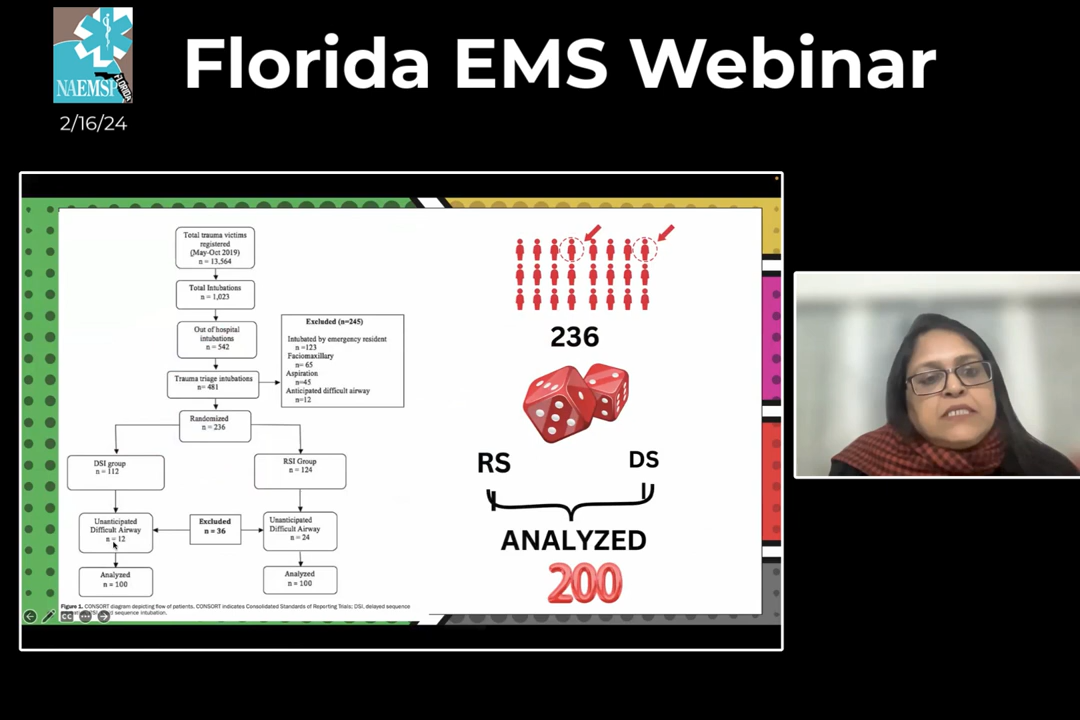 Florida EMS Webinar
NAEMSP
FLORIDA
2/16/24
Total trauma victims
registered
(May-Oct 2019)
n = 13,564
Total Intubations
n = 1,023
Out of hospital
intubations
n = 542
Trauma triage intubations
n= 481
Excluded (n=245)
Intubated by emergency resident
n =123
Faciomaxillary
n= 65
Aspiration
n=45
Anticipated difficult airway
n=12
Randomized
n = 236
DSI group
n = 112
RSI Group
n = 124
Unanticipated
Difficult Airway
n = 12
Excluded
n = 36
Unanticipated
Difficult Airway
n = 24
Analyzed
n = 100
Analyzed
n = 100
Figure 1. CONSORT diagram depicting flow of patients. CONSORT indicates Consolidated Standards of Reporting Trials; DSI, delayed sequence
sequence intubation.
CC
236
RS
DS
ANALYZED
200